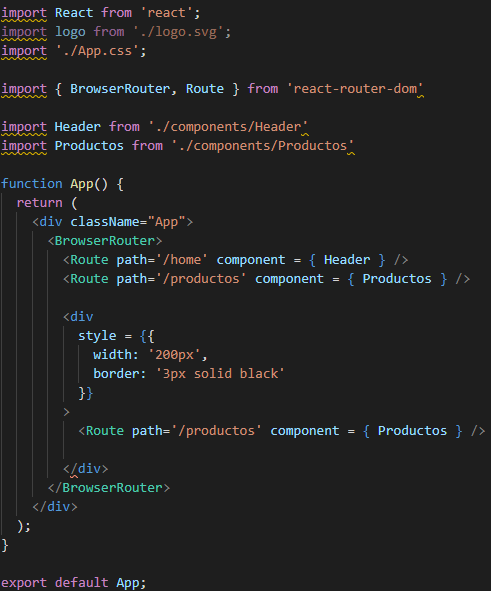 import React from 'react';
import logo from './logo.svg';
import './App.css';
import { BrowserRouter, Route } from 'react-router-dom'
import Header from './components/Header'
import Productos from './components/Productos'
function App() {
  return (
    <div className="App">
      <BrowserRouter>
        <Route path='/home' component = { Header } />
        <Route path='/productos' component = { Productos } />
        <div
          style = {{
            width: '200px',
            border: '3px solid black'
          }}
        >
          <Route path='/productos' component = { Productos } />
        </div>
      </BrowserRouter>
    </div>
  );
}
export default App;